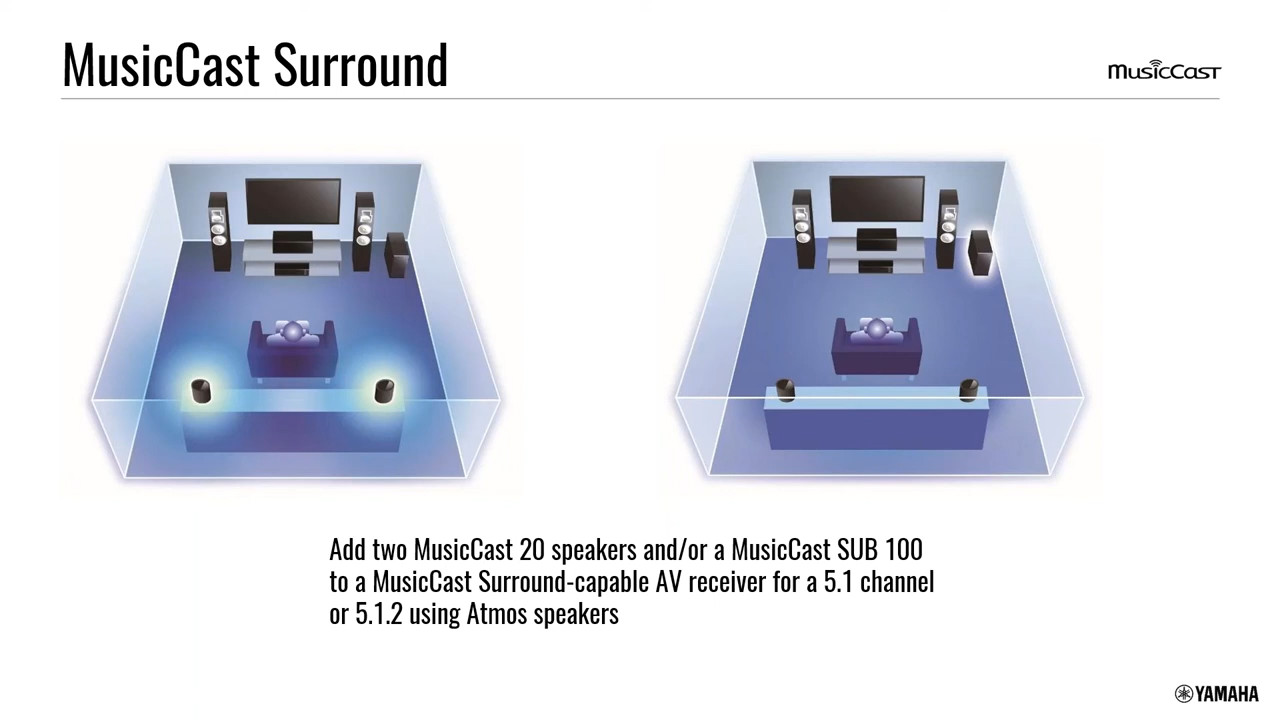 MusicCast Surround
MusicCast
Add two MusicCast 20 speakers and/or a MusicCast SUB 100
to a MusicCast Surround-capable AV receiver for a 5.1 channel
or 5.1.2 using Atmos speakers
YAMAHA